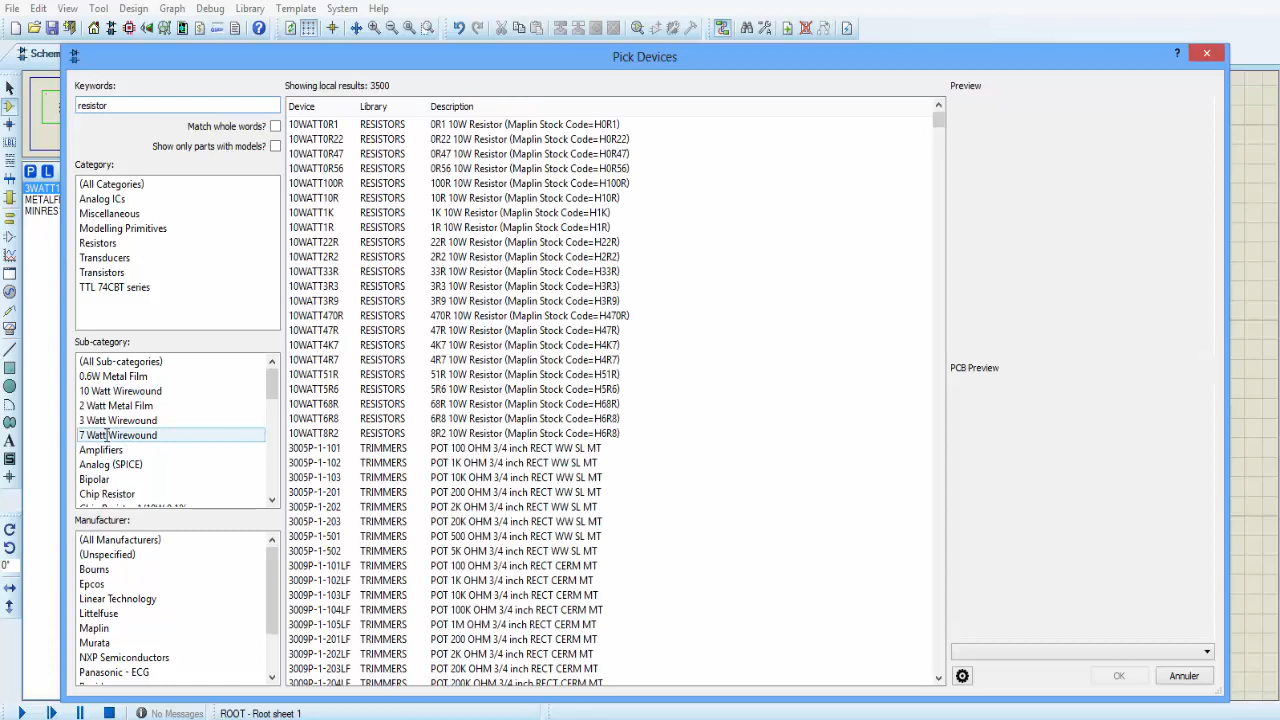 File Edit View Tool Design Graph Debug Library Template System Help
Schem
Pick Devices
?
Keywords:
resistor
Match whole words?
Show only parts with models?
Category:
(All Categories)
Analog ICs
Miscellaneous
Modelling Primitives
Resistors
Transducers
Transistors
TTL 74CBT series
Sub-category:
(All Sub-categories)
0.6W Metal Film
10 Watt Wirewound
2 Watt Metal Film
3 Watt Wirewound
7 Watt Wirewound
Amplifiers
Analog (SPICE)
Bipolar
Chip Resistor
Manufacturer:
(All Manufacturers)
(Unspecified)
Bourns
Epcos
Linear Technology
Littelfuse
Maplin
Murata
NXP Semiconductors
Panasonic - ECG
Showing local results: 3500
Device Library Description
10WATT0R1 RESISTORS 0R1 10W Resistor (Maplin Stock Code=H0R1)
10WATT0R22 RESISTORS 0R22 10W Resistor (Maplin Stock Code=H0R22)
10WATT0R47 RESISTORS 0R47 10W Resistor (Maplin Stock Code=H0R47)
10WATT0R56 RESISTORS 0R56 10W Resistor (Maplin Stock Code=H0R56)
10WATT100R RESISTORS 100R 10W Resistor (Maplin Stock Code=H100R)
10WATT10R RESISTORS 10R 10W Resistor (Maplin Stock Code=H10R)
10WATT1K RESISTORS 1K 10W Resistor (Maplin Stock Code=H1K)
10WATT1R RESISTORS 1R 10W Resistor (Maplin Stock Code=H1R)
10WATT22R RESISTORS 22R 10W Resistor (Maplin Stock Code=H22R)
10WATT2R2 RESISTORS 2R2 10W Resistor (Maplin Stock Code=H2R2)
10WATT33R RESISTORS 33R 10W Resistor (Maplin Stock Code=H33R)
10WATT3R3 RESISTORS 3R3 10W Resistor (Maplin Stock Code=H3R3)
10WATT3R9 RESISTORS 3R9 10W Resistor (Maplin Stock Code=H3R9)
10WATT470R RESISTORS 470R 10W Resistor (Maplin Stock Code=H470R)
10WATT47R RESISTORS 47R 10W Resistor (Maplin Stock Code=H47R)
10WATT4K7 RESISTORS 4K7 10W Resistor (Maplin Stock Code=H4K7)
10WATT4R7 RESISTORS 4R7 10W Resistor (Maplin Stock Code=H4R7)
10WATT51R RESISTORS 51R 10W Resistor (Maplin Stock Code=H51R)
10WATT5R6 RESISTORS 5R6 10W Resistor (Maplin Stock Code=H5R6)
10WATT68R RESISTORS 68R 10W Resistor (Maplin Stock Code=H68R)
10WATT6R8 RESISTORS 6R8 10W Resistor (Maplin Stock Code=H6R8)
10WATT8R2 RESISTORS 8R2 10W Resistor (Maplin Stock Code=H6R8)
3005P-1-101 TRIMMERS POT 100 OHM 3/4 inch RECT WW SL MT
3005P-1-102 TRIMMERS POT 1K OHM 3/4 inch RECT WW SL MT
3005P-1-103 TRIMMERS POT 10K OHM 3/4 inch RECT WW SL MT
3005P-1-201 TRIMMERS POT 200 OHM 3/4 inch RECT WW SL MT
3005P-1-202 TRIMMERS POT 2K OHM 3/4 inch RECT WW SL MT
3005P-1-203 TRIMMERS POT 20K OHM 3/4 inch RECT WW SL MT
3005P-1-501 TRIMMERS POT 500 OHM 3/4 inch RECT WW SL MT
3005P-1-502 TRIMMERS POT 5K OHM 3/4 inch RECT WW SL MT
3009P-1-101LF TRIMMERS POT 100 OHM 3/4 inch RECT CERM MT
3009P-1-102LF TRIMMERS POT 1K OHM 3/4 inch RECT CERM MT
3009P-1-103LF TRIMMERS POT 10K OHM 3/4 inch RECT CERM MT
3009P-1-104LF TRIMMERS POT 100K OHM 3/4 inch RECT CERM MT
3009P-1-105LF TRIMMERS POT 1M OHM 3/4 inch RECT CERM MT
3009P-1-201LF TRIMMERS POT 200 OHM 3/4 inch RECT CERM MT
3009P-1-202LF TRIMMERS POT 2K OHM 3/4 inch RECT CERM MT
3009P-1-203LF TRIMMERS POT 20K OHM 3/4 inch RECT CERM MT
3009P-1-204LF TRIMMERS POT 200K OHM 3/4 inch RECT CERM MT
Preview
PCB Preview
OK Annuler
P L
3WATT1
METALF
MINRES
0°
No Messages ROOT - Root sheet 1